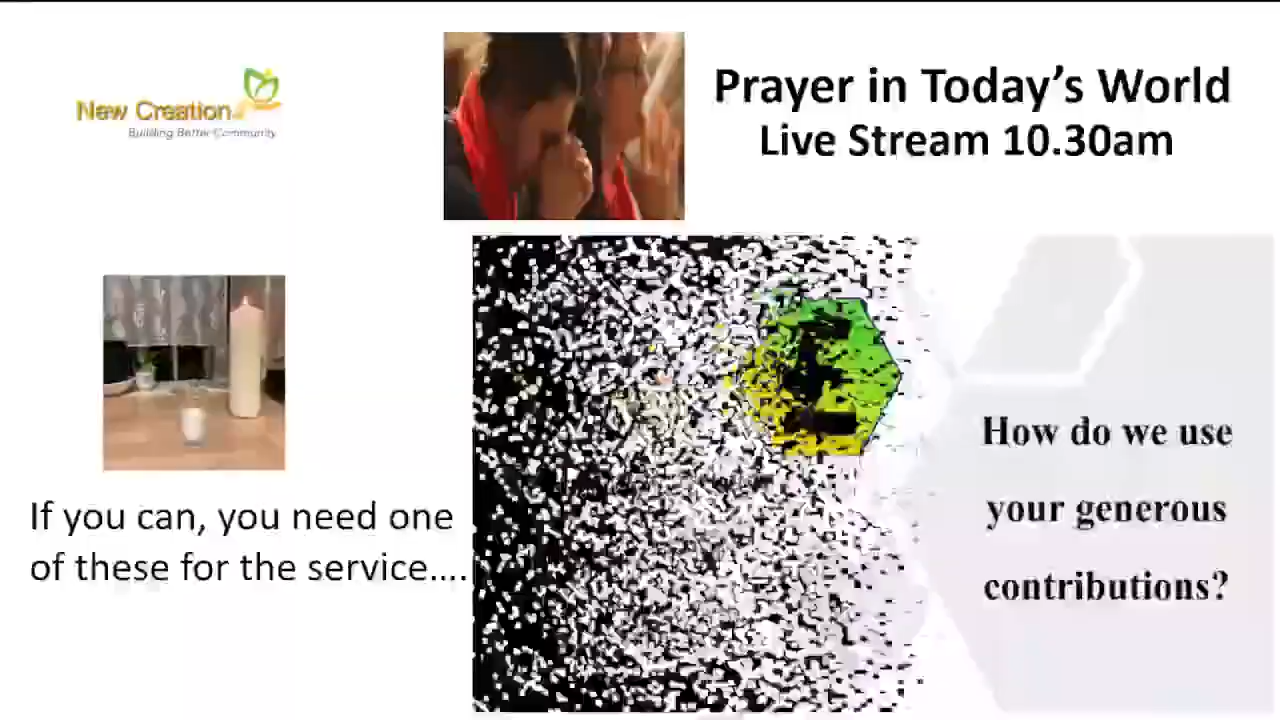 New Creation
Building Better Community
Prayer in Today's World
Live Stream 10.30am
If you can, you need one
of these for the service....
How do we use
your generous
contributions?